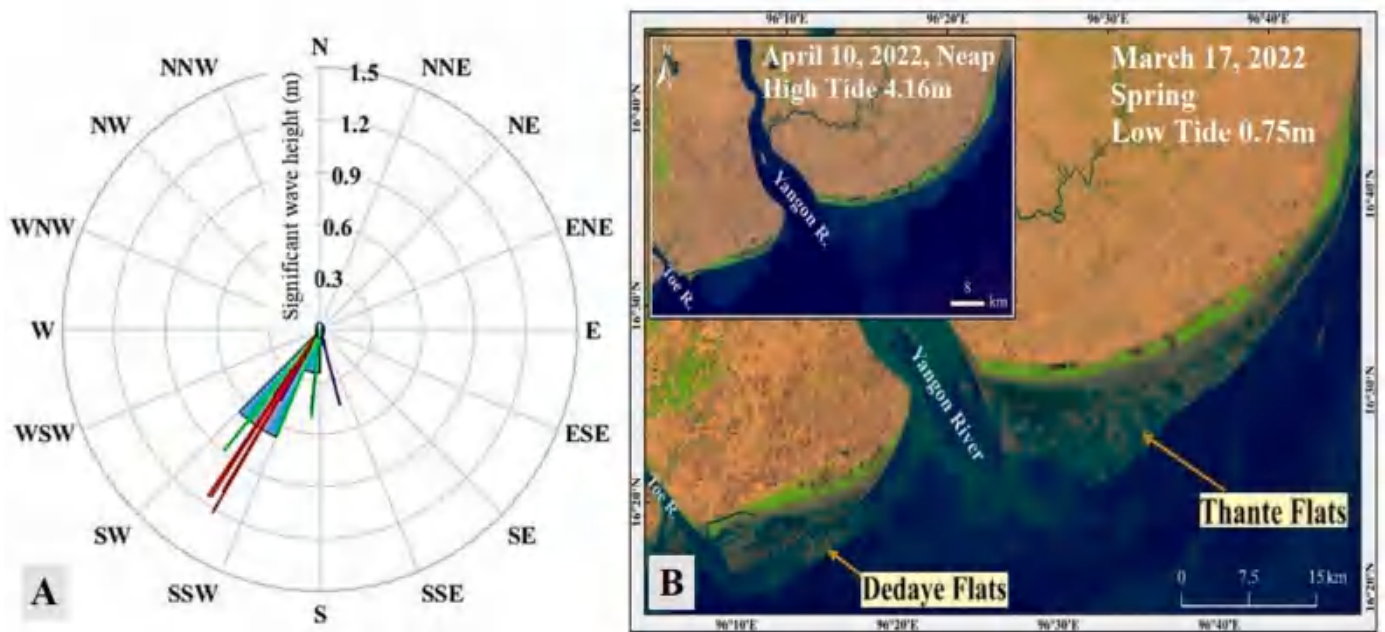 N
NNE
NE
ENE
E
ESE
SE
SSE
S
SSW
SW
WSW
W
WNW
NW
NNW
Significant wave height (m)
1.5
1.2
0.9
0.6
0.3
A
96°10'E
96°20'E
96°30'E
96°40'E
April 10, 2022, Neap
High Tide 4.16m
N
Yangon R.
Toe R.
8
km
March 17, 2022
Spring
Low Tide 0.75m
16°40'N
16°30'N
16°20'N
16°40'N
16°30'N
16°20'N
Yangon River
Toe R.
Thante Flats
Dedaye Flats
0 7.5 15 km
B
96°10'E
96°20'E
96°30'E
96°40'E